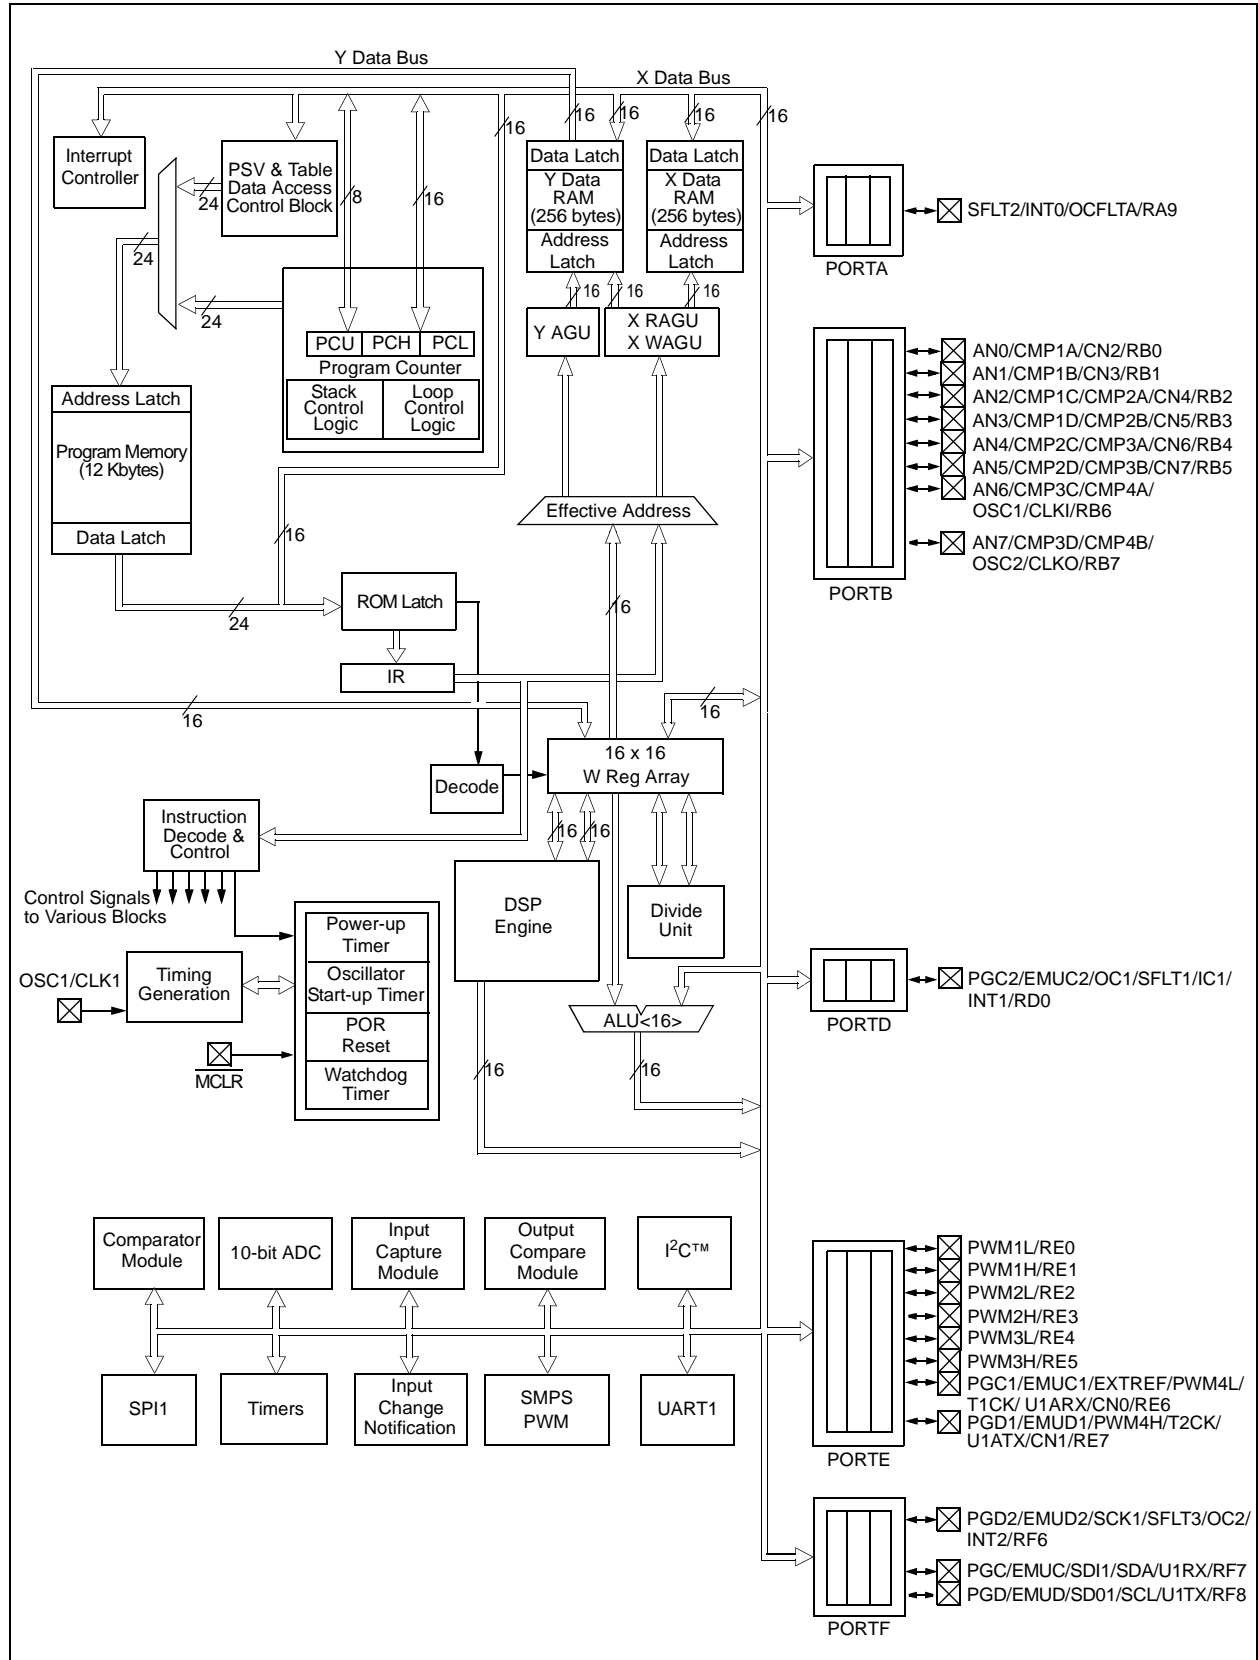 Y Data Bus
X Data Bus
16
16
16
16
16
Interrupt
Controller
PSV & Table
Data Access
Control Block
24
8
16
24
24
Data Latch
Y Data
RAM
(256 bytes)
Address
Latch
Data Latch
X Data
RAM
(256 bytes)
Address
Latch
16
16
16
Y AGU
X RAGU
X WAGU
PCU
PCH
PCL
Program Counter
Stack
Control
Logic
Loop
Control
Logic
Address Latch
Program Memory
(12 Kbytes)
Data Latch
16
24
Effective Address
ROM Latch
16
IR
16
16
16 x 16
W Reg Array
Decode
Instruction
Decode &
Control
16
16
Control Signals
to Various Blocks
DSP
Engine
Divide
Unit
Power-up
Timer
Oscillator
Start-up Timer
POR
Reset
Watchdog
Timer
OSC1/CLK1
Timing
Generation
MCLR
ALU<16>
16
16
Comparator
Module
10-bit ADC
Input
Capture
Module
Output
Compare
Module
I2C™
SPI1
Timers
Input
Change
Notification
SMPS
PWM
UART1
SFLT2/INT0/OCFLTA/RA9
PORTA
AN0/CMP1A/CN2/RB0
AN1/CMP1B/CN3/RB1
AN2/CMP1C/CMP2A/CN4/RB2
AN3/CMP1D/CMP2B/CN5/RB3
AN4/CMP2C/CMP3A/CN6/RB4
AN5/CMP2D/CMP3B/CN7/RB5
AN6/CMP3C/CMP4A/
OSC1/CLKI/RB6
AN7/CMP3D/CMP4B/
OSC2/CLKO/RB7
PORTB
PGC2/EMUC2/OC1/SFLT1/IC1/
INT1/RD0
PORTD
PWM1L/RE0
PWM1H/RE1
PWM2L/RE2
PWM2H/RE3
PWM3L/RE4
PWM3H/RE5
PGC1/EMUC1/EXTREF/PWM4L/
T1CK/ U1ARX/CN0/RE6
PGD1/EMUD1/PWM4H/T2CK/
U1ATX/CN1/RE7
PORTE
PGD2/EMUD2/SCK1/SFLT3/OC2/
INT2/RF6
PGC/EMUC/SDI1/SDA/U1RX/RF7
PGD/EMUD/SD01/SCL/U1TX/RF8
PORTF